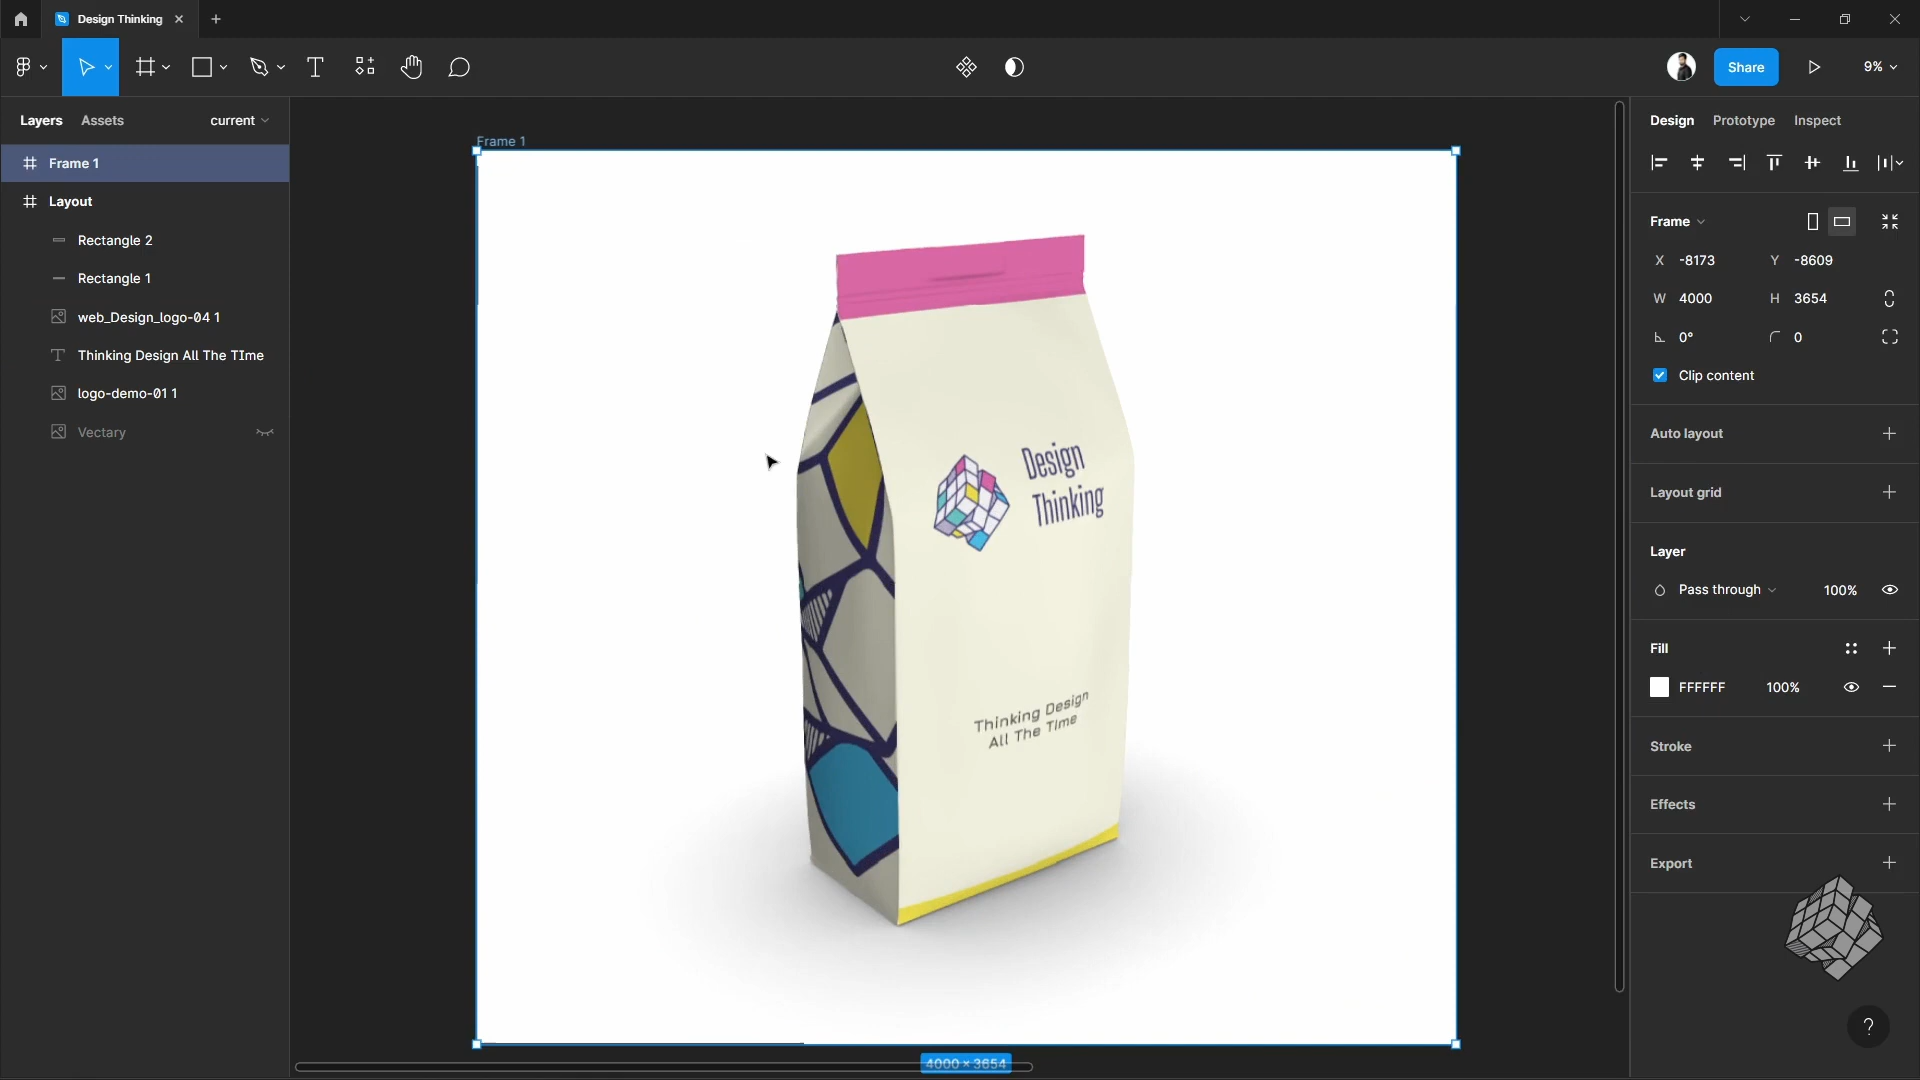 Design Thinking
Share
9%
Layers
Assets
current
Design
Prototype
Inspect
Frame 1
Layout
Rectangle 2
Rectangle 1
web_Design_logo-04 1
Thinking Design All The TIme
logo-demo-01 1
Vectary
Frame 1
Design
Thinking
Thinking Design
All The TIme
4000 × 3654
Frame
X -8173
Y -8609
W 4000
H 3654
0°
0
Clip content
Auto layout
Layout grid
Layer
Pass through
100%
Fill
FFFFFF
100%
Stroke
Effects
Export
?